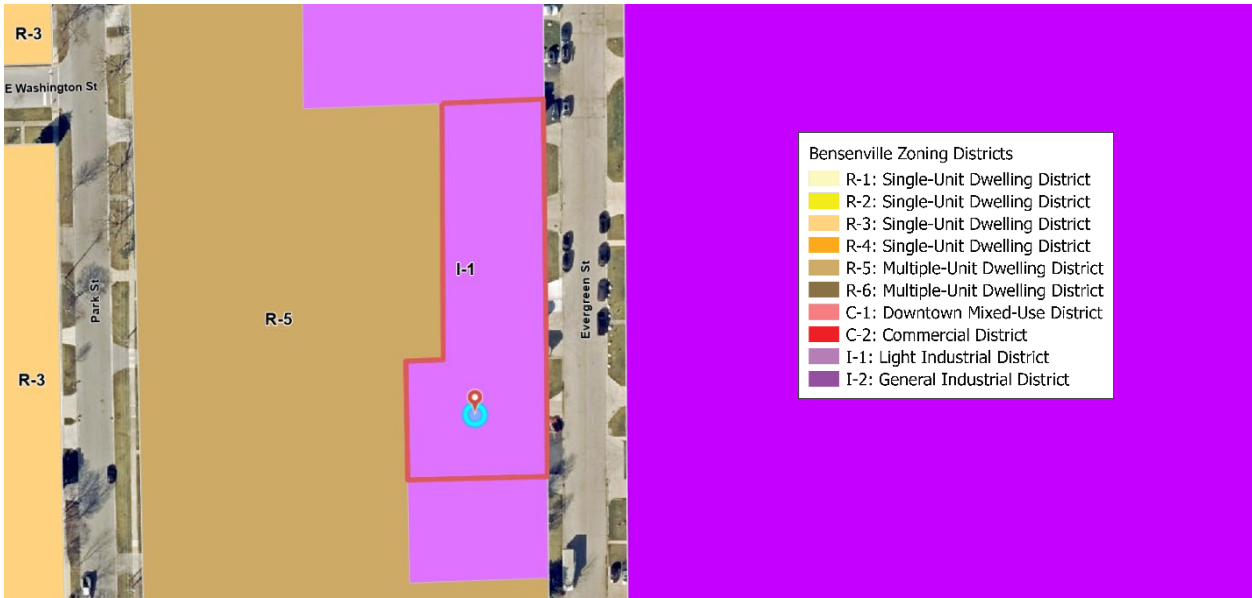 R-3
E Washington St
Park St
R-5
I-1
Evergreen St
R-3
Bensenville Zoning Districts
R-1: Single-Unit Dwelling District
R-2: Single-Unit Dwelling District
R-3: Single-Unit Dwelling District
R-4: Single-Unit Dwelling District
R-5: Multiple-Unit Dwelling District
R-6: Multiple-Unit Dwelling District
C-1: Downtown Mixed-Use District
C-2: Commercial District
I-1: Light Industrial District
I-2: General Industrial District